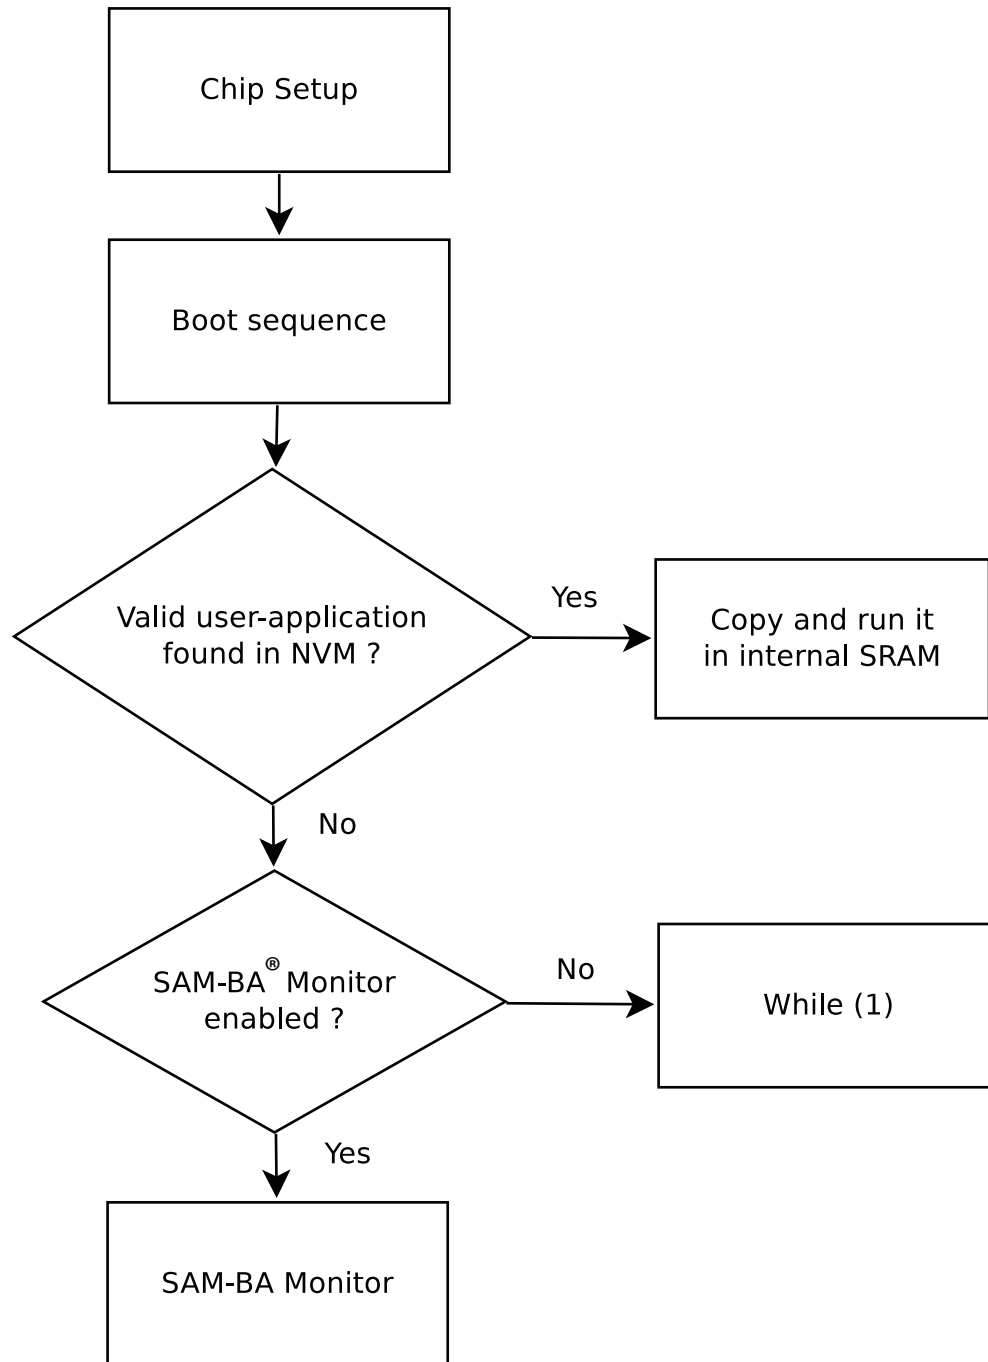 Chip Setup
Boot sequence
Valid user-application
found in NVM ?
Yes
Copy and run it
in internal SRAM
No
SAM-BA® Monitor
enabled ?
No
While (1)
Yes
SAM-BA Monitor